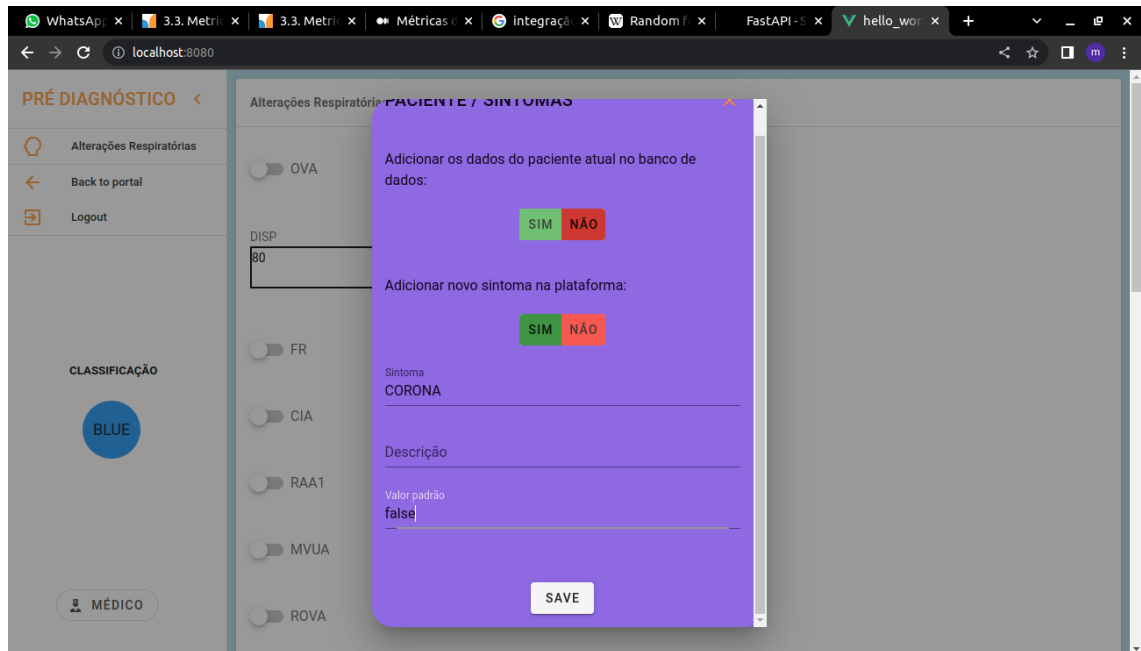 WhatsApp
3.3. Metric
3.3. Metric
Métricas d
integração
W Random f
FastAPI - S
hello_wor
localhost:8080
m
PRÉ DIAGNÓSTICO
Alterações Respiratórias
Back to portal
Logout
CLASSIFICAÇÃO
BLUE
MÉDICO
Alterações Respiratória
OVA
DISP
80
FR
CIA
RAA1
MVUA
ROVA
PACIENTE / SINTOMAS
Adicionar os dados do paciente atual no banco de
dados:
SIM NÃO
Adicionar novo sintoma na plataforma:
SIM NÃO
Sintoma
CORONA
Descrição
Valor padrão
false
SAVE